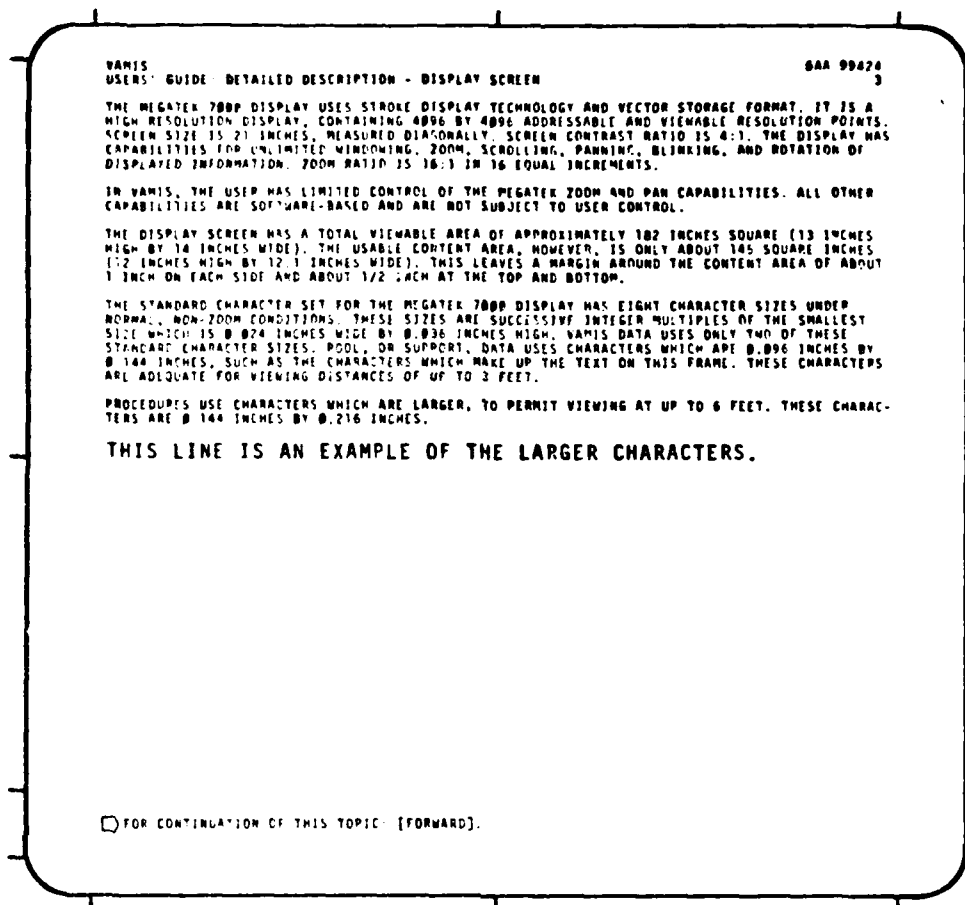 VAMIS GAA 99424
USERS' GUIDE DETAILED DESCRIPTION - DISPLAY SCREEN 3
THE MEGATEK 7000 DISPLAY USES STROKE DISPLAY TECHNOLOGY AND VECTOR STORAGE FORMAT. IT IS A
HIGH RESOLUTION DISPLAY, CONTAINING 4096 BY 4096 ADDRESSABLE AND VIEWABLE RESOLUTION POINTS.
SCREEN SIZE IS 21 INCHES, MEASURED DIAGONALLY. SCREEN CONTRAST RATIO IS 4:1. THE DISPLAY HAS
CAPABILITIES FOR UNLIMITED WINDOWING, ZOOM, SCROLLING, PANNING, BLINKING, AND ROTATION OF
DISPLAYED INFORMATION. ZOOM RATIO IS 16:1 IN 16 EQUAL INCREMENTS.
IN VAMIS, THE USER HAS LIMITED CONTROL OF THE MEGATEK ZOOM AND PAN CAPABILITIES. ALL OTHER
CAPABILITIES ARE SOFTWARE-BASED AND ARE NOT SUBJECT TO USER CONTROL.
THE DISPLAY SCREEN HAS A TOTAL VIEWABLE AREA OF APPROXIMATELY 182 INCHES SQUARE (13 INCHES
HIGH BY 14 INCHES WIDE). THE USABLE CONTENT AREA, HOWEVER, IS ONLY ABOUT 145 SQUARE INCHES
(12 INCHES HIGH BY 12.1 INCHES WIDE). THIS LEAVES A MARGIN AROUND THE CONTENT AREA OF ABOUT
1 INCH ON EACH SIDE AND ABOUT 1/2 INCH AT THE TOP AND BOTTOM.
THE STANDARD CHARACTER SET FOR THE MEGATEK 7000 DISPLAY HAS EIGHT CHARACTER SIZES UNDER
NORMAL, NON-ZOOM CONDITIONS. THESE SIZES ARE SUCCESSIVE INTEGER MULTIPLES OF THE SMALLEST
SIZE WHICH IS 0.024 INCHES WIDE BY 0.036 INCHES HIGH. VAMIS DATA USES ONLY TWO OF THESE
STANDARD CHARACTER SIZES. POOL, OR SUPPORT, DATA USES CHARACTERS WHICH ARE 0.096 INCHES BY
0.144 INCHES, SUCH AS THE CHARACTERS WHICH MAKE UP THE TEXT ON THIS FRAME. THESE CHARACTERS
ARE ADEQUATE FOR VIEWING DISTANCES OF UP TO 3 FEET.
PROCEDURES USE CHARACTERS WHICH ARE LARGER, TO PERMIT VIEWING AT UP TO 6 FEET. THESE CHARAC-
TERS ARE 0.144 INCHES BY 0.216 INCHES.
THIS LINE IS AN EXAMPLE OF THE LARGER CHARACTERS.
FOR CONTINUATION OF THIS TOPIC: [FORWARD].